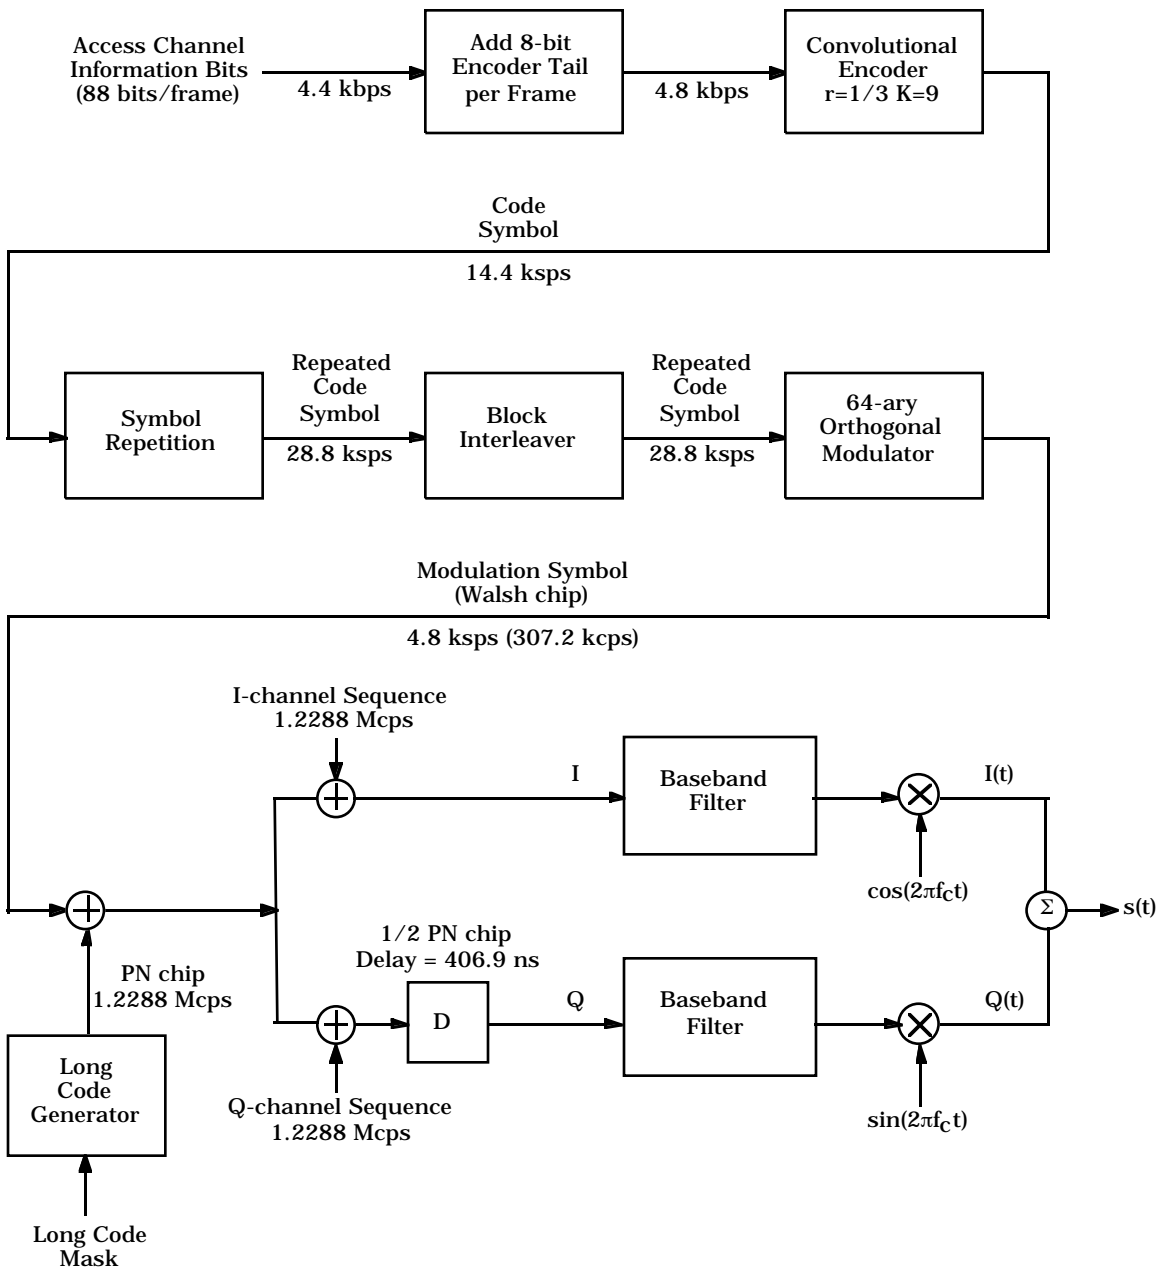 Access Channel
Information Bits
(88 bits/frame)
4.4 kbps
Add 8-bit
Encoder Tail
per Frame
4.8 kbps
Convolutional
Encoder
r=1/3 K=9
Code
Symbol
14.4 ksps
Symbol
Repetition
Repeated
Code
Symbol
28.8 ksps
Block
Interleaver
Repeated
Code
Symbol
28.8 ksps
64-ary
Orthogonal
Modulator
Modulation Symbol
(Walsh chip)
4.8 ksps (307.2 kcps)
I-channel Sequence
1.2288 Mcps
I
Baseband
Filter
I(t)
cos(2πfct)
Σ
s(t)
PN chip
1.2288 Mcps
1/2 PN chip
Delay = 406.9 ns
D
Q
Baseband
Filter
Q(t)
sin(2πfct)
Q-channel Sequence
1.2288 Mcps
Long
Code
Generator
Long Code
Mask